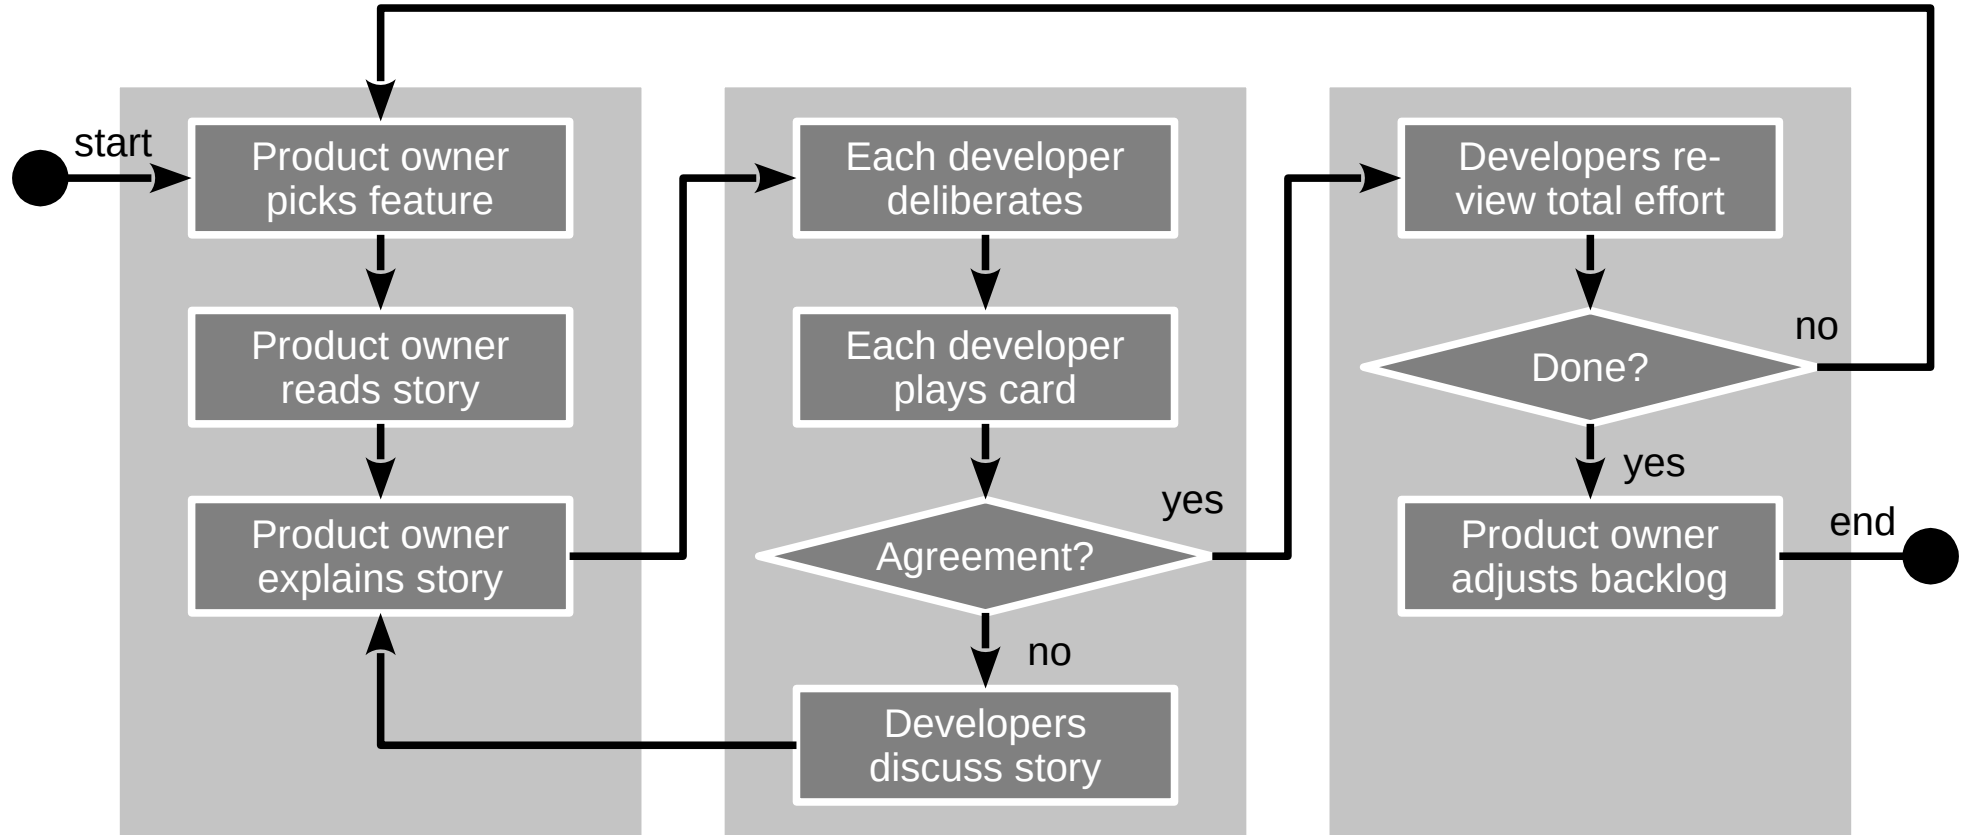 start
Product owner
picks feature
Product owner
reads story
Product owner
explains story
Each developer
deliberates
Each developer
plays card
Agreement?
yes
no
Developers
discuss story
Developers re-
view total effort
Done?
no
yes
Product owner
adjusts backlog
end